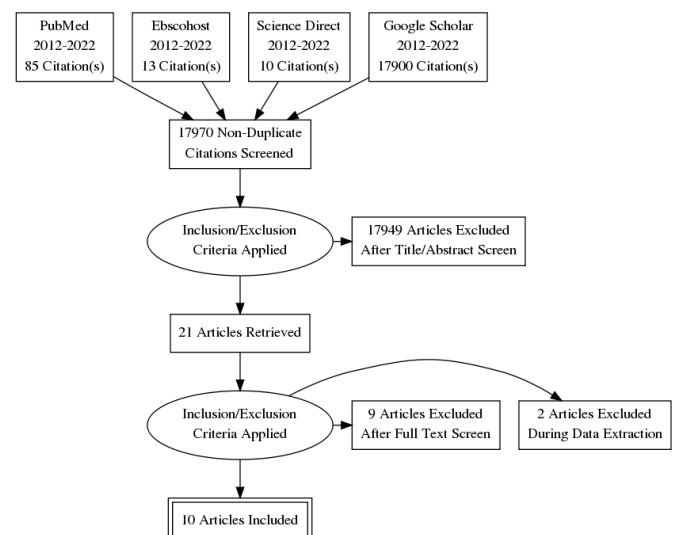 PubMed
2012-2022
85 Citation(s)
Ebscohost
2012-2022
13 Citation(s)
Science Direct
2012-2022
10 Citation(s)
Google Scholar
2012-2022
17900 Citation(s)
17970 Non-Duplicate
Citations Screened
Inclusion/Exclusion
Criteria Applied
17949 Articles Excluded
After Title/Abstract Screen
21 Articles Retrieved
Inclusion/Exclusion
Criteria Applied
9 Articles Excluded
After Full Text Screen
2 Articles Excluded
During Data Extraction
10 Articles Included